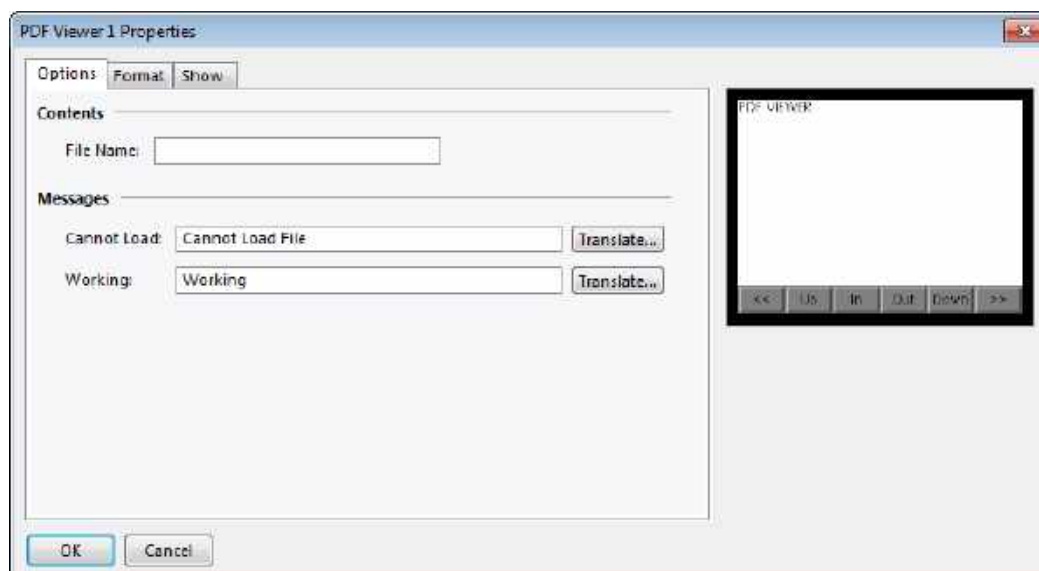 PDF Viewer 1 Properties
Options Format Show
Contents
File Name:
Messages
Cannot Load: Cannot Load File Translate...
Working: Working Translate...
OK Cancel
PDF VIEWER
<< Up In Out Down >>